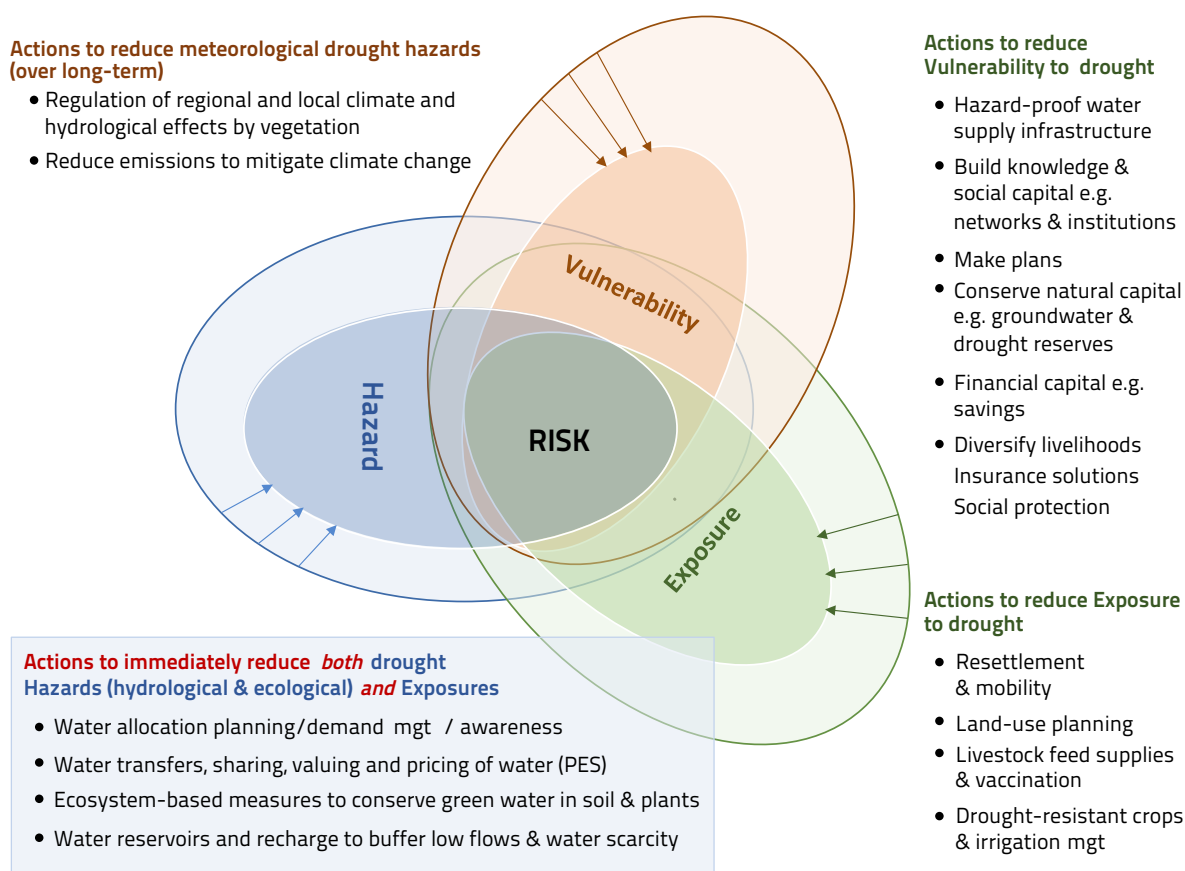 Actions to reduce meteorological drought hazards
(over long-term)
• Regulation of regional and local climate and
hydrological effects by vegetation
• Reduce emissions to mitigate climate change
Actions to reduce
Vulnerability to drought
• Hazard-proof water
supply infrastructure
• Build knowledge &
social capital e.g.
networks & institutions
• Make plans
• Conserve natural capital
e.g. groundwater &
drought reserves
• Financial capital e.g.
savings
• Diversify livelihoods
Insurance solutions
Social protection
Vulnerability
Hazard
RISK
Exposure
Actions to reduce Exposure
to drought
• Resettlement
& mobility
• Land-use planning
• Livestock feed supplies
& vaccination
• Drought-resistant crops
& irrigation mgt
Actions to immediately reduce both drought
Hazards (hydrological & ecological) and Exposures
• Water allocation planning/demand mgt / awareness
• Water transfers, sharing, valuing and pricing of water (PES)
• Ecosystem-based measures to conserve green water in soil & plants
• Water reservoirs and recharge to buffer low flows & water scarcity